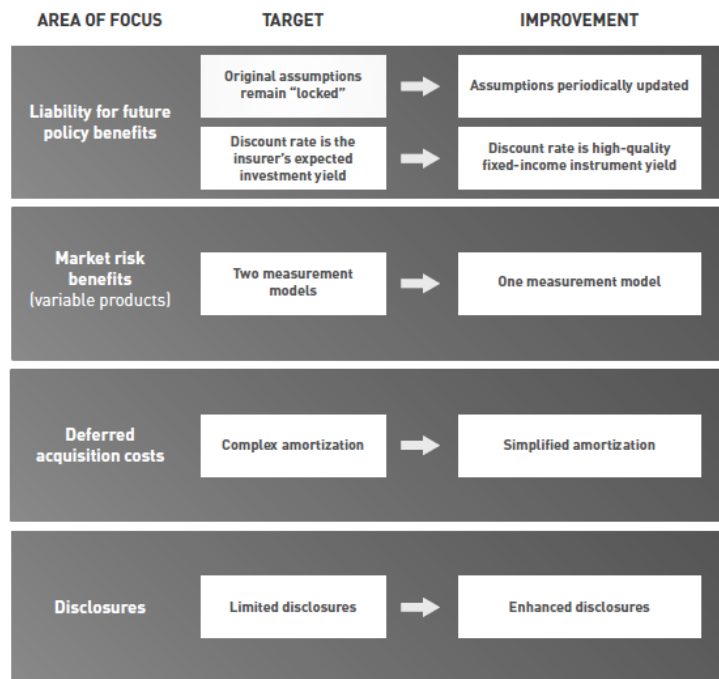 AREA OF FOCUS
TARGET
IMPROVEMENT
Liability for future
policy benefits
Original assumptions
remain “locked”
Assumptions periodically updated
Discount rate is the
insurer’s expected
investment yield
Discount rate is high-quality
fixed-income instrument yield
Market risk
benefits
(variable products)
Two measurement
models
One measurement model
Deferred
acquisition costs
Complex amortization
Simplified amortization
Disclosures
Limited disclosures
Enhanced disclosures